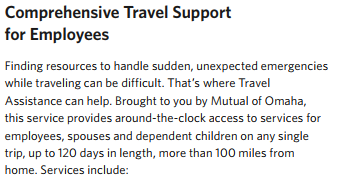 Comprehensive Travel Support
for Employees
Finding resources to handle sudden, unexpected emergencies
while traveling can be difficult. That’s where Travel
Assistance can help. Brought to you by Mutual of Omaha,
this service provides around-the-clock access to services for
employees, spouses and dependent children on any single
trip, up to 120 days in length, more than 100 miles from
home. Services include: